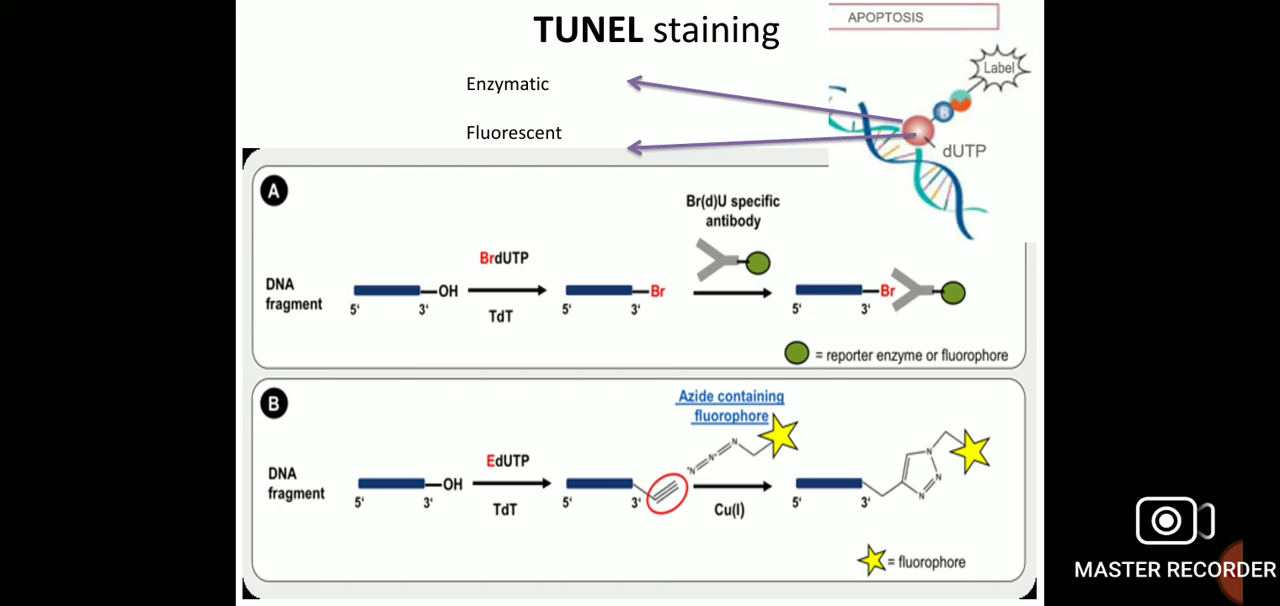 TUNEL staining
APOPTOSIS
Label
B
dUTP
Enzymatic
Fluorescent
A
Br(d)U specific
antibody
BrdUTP
DNA
fragment
OH
Br
Br
5' 3'
TdT
5' 3'
5' 3'
= reporter enzyme or fluorophore
B
Azide containing
fluorophore
EdUTP
DNA
fragment
OH
N N+ N
N N N
5' 3'
TdT
5' 3'
Cu(I)
5' 3'
= fluorophore
MASTER RECORDER